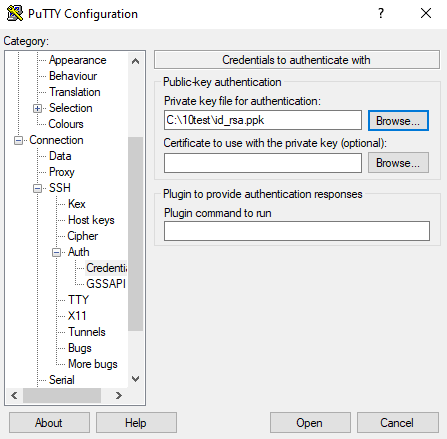 PuTTY Configuration
?
Category:
Appearance
Behaviour
Translation
Selection
Colours
Connection
Data
Proxy
SSH
Kex
Host keys
Cipher
Auth
Credentia
GSSAPI
TTY
X11
Tunnels
Bugs
More bugs
Serial
Credentials to authenticate with
Public-key authentication
Private key file for authentication:
C:\10test\id_rsa.ppk
Browse...
Certificate to use with the private key (optional):
Browse...
Plugin to provide authentication responses
Plugin command to run
About
Help
Open
Cancel